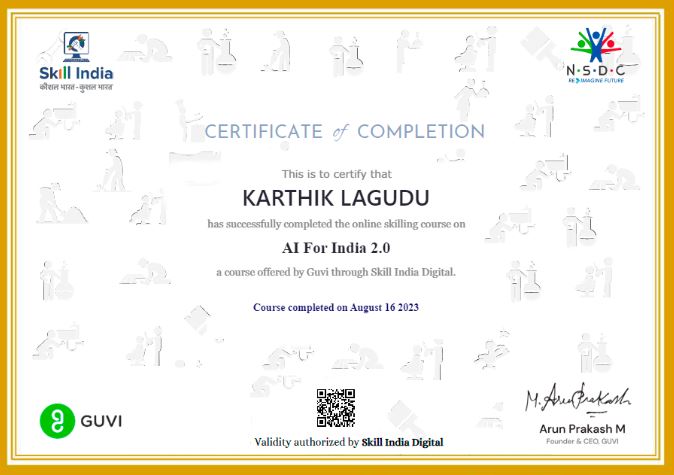 Skill India
कौशल भारत - कुशल भारत
N·S·D·C
RE IMAGINE FUTURE
CERTIFICATE of COMPLETION
This is to certify that
KARTHIK LAGUDU
has successfully completed the online skilling course on
AI For India 2.0
a course offered by Guvi through Skill India Digital.
Course completed on August 16 2023
GUVI
M. Arun Prakash
Arun Prakash M
Founder & CEO, GUVI
Validity authorized by Skill India Digital